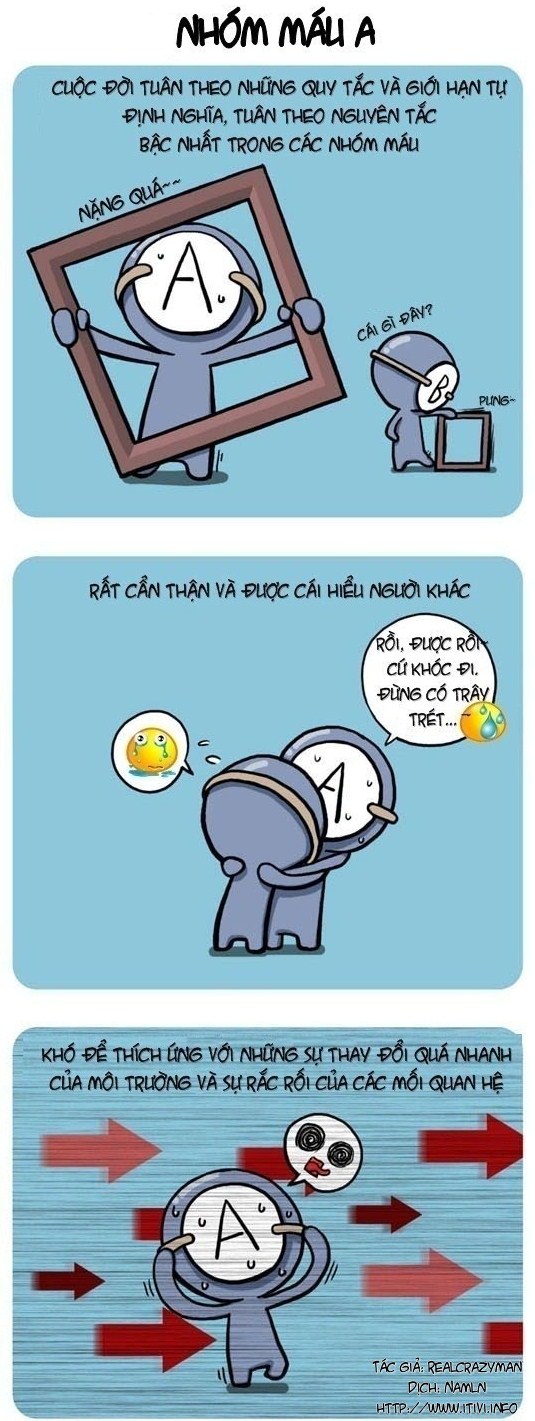 NHÓM MÁU A
CUỘC ĐỜI TUÂN THEO NHỮNG QUY TẮC VÀ GIỚI HẠN TỰ
ĐỊNH NGHĨA, TUÂN THEO NGUYÊN TẮC
BẬC NHẤT TRONG CÁC NHÓM MÁU
NẶNG QUÁ~~
A
CÁI GÌ ĐÂY?
B
PƯNG~
RẤT CẨN THẬN VÀ ĐƯỢC CÁI HIỂU NGƯỜI KHÁC
RỒI, ĐƯỢC RỒI~
CỨ KHÓC ĐI.
ĐỪNG CÓ TRÂY
TRÉT...
A
KHÓ ĐỂ THÍCH ỨNG VỚI NHỮNG SỰ THAY ĐỔI QUÁ NHANH
CỦA MÔI TRƯỜNG VÀ SỰ RẮC RỐI CỦA CÁC MỐI QUAN HỆ
A
TÁC GIẢ: REALCRAZYMAN
DỊCH: NAMLN
HTTP://WWW.ITIVI.INFO